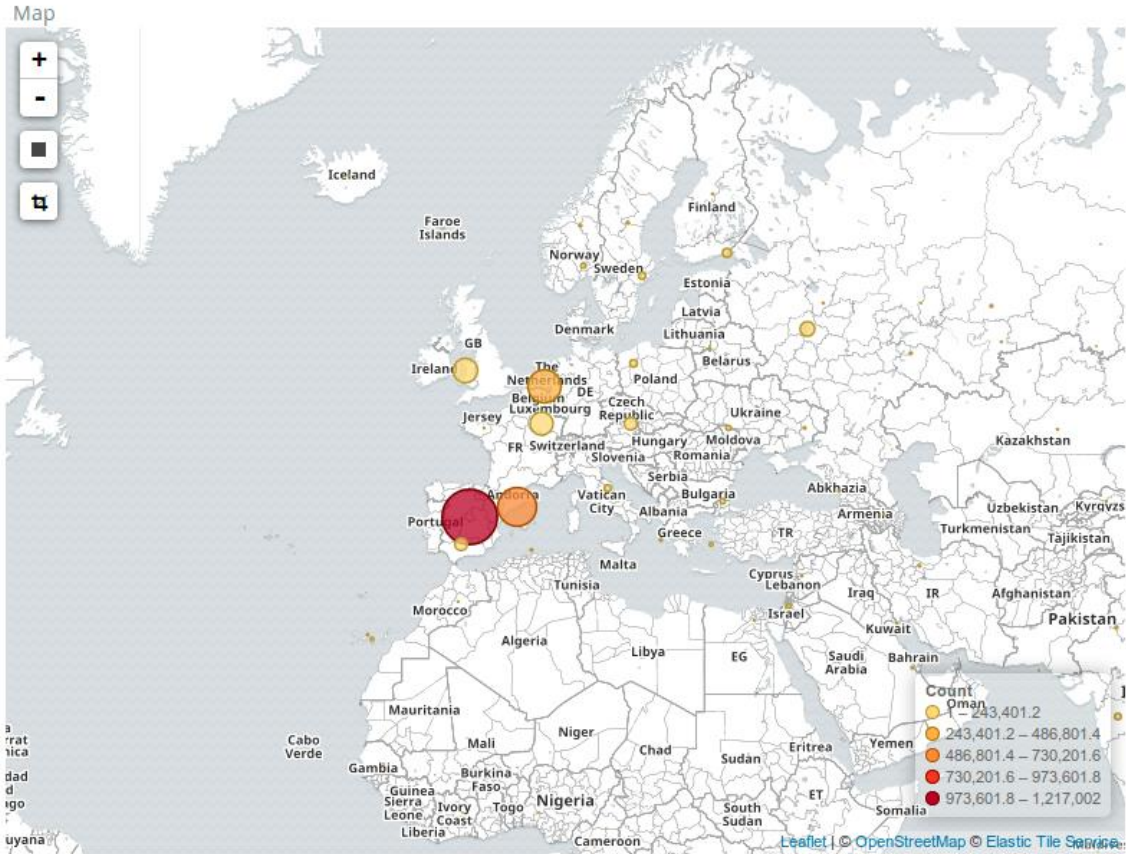 Map
+
-
Iceland
Faroe
Islands
Finland
Norway
Sweden
Estonia
Latvia
Lithuania
Denmark
GB
Ireland
The
Netherlands
DE
Belarus
Poland
Belgium
Luxembourg
Czech
Republic
Jersey
Ukraine
FR
Switzerland
Hungary
Moldova
Slovenia
Romania
Kazakhstan
Serbia
Andorra
Vatican
City
Bulgaria
Abkhazia
Albania
Armenia
Uzbekistan
Kyrgyzs
Portugal
Greece
TR
Turkmenistan
Tajikistan
Malta
Tunisia
Cyprus
Lebanon
Iraq
IR
Afghanistan
Morocco
Israel
Pakistan
Kuwait
Algeria
Libya
EG
Saudi
Arabia
Bahrain
Count
Oman
1 – 243,401.2
243,401.2 – 486,801.4
486,801.4 – 730,201.6
730,201.6 – 973,601.8
973,601.8 – 1,217,002
Mauritania
Cabo
Verde
Mali
Niger
Chad
Sudan
Eritrea
Yemen
Gambia
Burkina
Faso
Guinea
Sierra
Leone
Ivory
Coast
Togo
Nigeria
South
Sudan
ET
Somalia
Liberia
Cameroon
rrat
nica
dad
d
ago
uyana
Leaflet | © OpenStreetMap © Elastic Tile Service